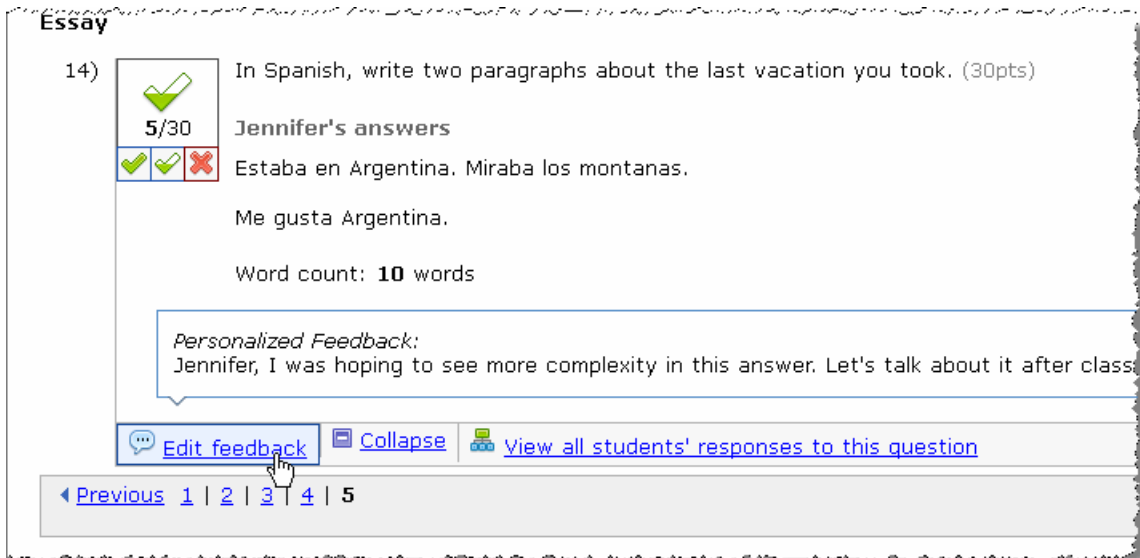 Essay
14) In Spanish, write two paragraphs about the last vacation you took. (30pts)
5/30
Jennifer's answers
Estaba en Argentina. Miraba los montanas.
Me gusta Argentina.
Word count: 10 words
Personalized Feedback:
Jennifer, I was hoping to see more complexity in this answer. Let's talk about it after class
Edit feedback Collapse View all students' responses to this question
Previous 1 | 2 | 3 | 4 | 5